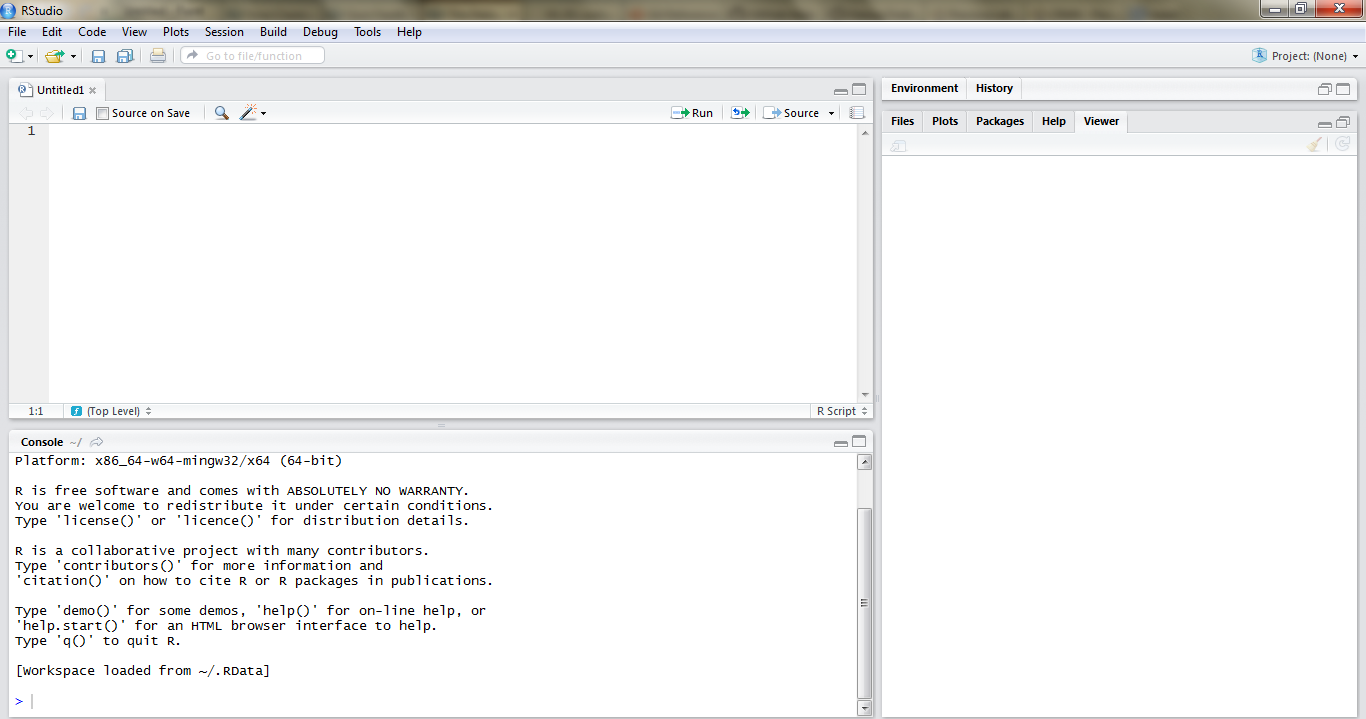 RStudio
File Edit Code View Plots Session Build Debug Tools Help
Go to file/function
Project: (None)
Untitled1
Source on Save
Run
Source
1
1:1
(Top Level)
R Script
Console ~/
Platform: x86_64-w64-mingw32/x64 (64-bit)
R is free software and comes with ABSOLUTELY NO WARRANTY.
You are welcome to redistribute it under certain conditions.
Type 'license()' or 'licence()' for distribution details.
R is a collaborative project with many contributors.
Type 'contributors()' for more information and
'citation()' on how to cite R or R packages in publications.
Type 'demo()' for some demos, 'help()' for on-line help, or
'help.start()' for an HTML browser interface to help.
Type 'q()' to quit R.
[Workspace loaded from ~/.RData]
>
Environment History
Files Plots Packages Help Viewer